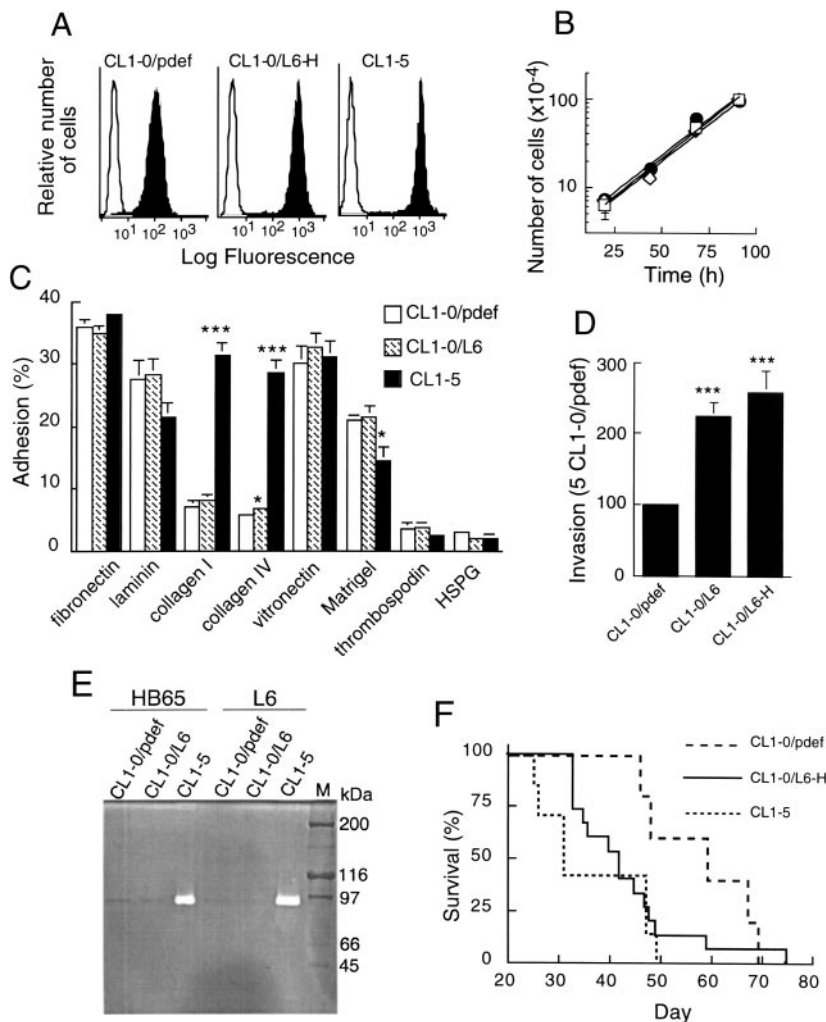 A
CL1-0/pdef CL1-0/L6-H CL1-5
Relative number
of cells
10¹ 10² 10³ 10¹ 10² 10³ 10¹ 10² 10³
Log Fluorescence
B
Number of cells (x10⁻⁴)
100
10
25 50 75 100
Time (h)
C
Adhesion (%)
40
30
20
10
0
*** *** * *
CL1-0/pdef
CL1-0/L6
CL1-5
fibronectin
laminin
collagen I
collagen IV
vitronectin
Matrigel
thrombospodin
HSPG
D
Invasion (5 CL1-0/pdef)
300
200
100
0
*** ***
CL1-0/pdef
CL1-0/L6
CL1-0/L6-H
E
HB65 L6
CL1-0/pdef
CL1-0/L6
CL1-5
CL1-0/pdef
CL1-0/L6
CL1-5
M kDa
200
116
97
66
45
F
Survival (%)
100
75
50
25
0
20 30 40 50 60 70 80
Day
CL1-0/pdef
CL1-0/L6-H
CL1-5